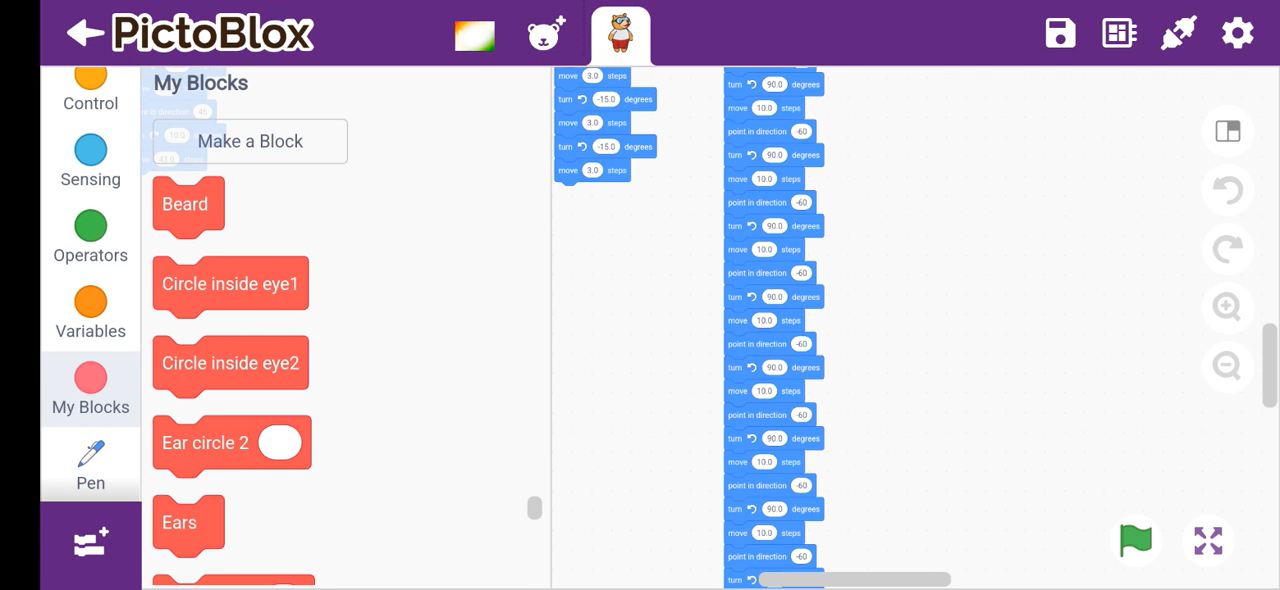 PictoBlox
Control
Sensing
Operators
Variables
My Blocks
Pen
My Blocks
Make a Block
Beard
Circle inside eye1
Circle inside eye2
Ear circle 2
Ears
in direction 45
10.0
43.0
move 3.0 steps
turn -15.0 degrees
move 3.0 steps
turn -15.0 degrees
move 3.0 steps
turn 90.0 degrees
move 10.0 steps
point in direction -60
turn 90.0 degrees
move 10.0 steps
point in direction -60
turn 90.0 degrees
move 10.0 steps
point in direction -60
turn 90.0 degrees
move 10.0 steps
point in direction -60
turn 90.0 degrees
move 10.0 steps
point in direction -60
turn 90.0 degrees
move 10.0 steps
point in direction -60
turn 90.0 degrees
move 10.0 steps
point in direction -60
turn